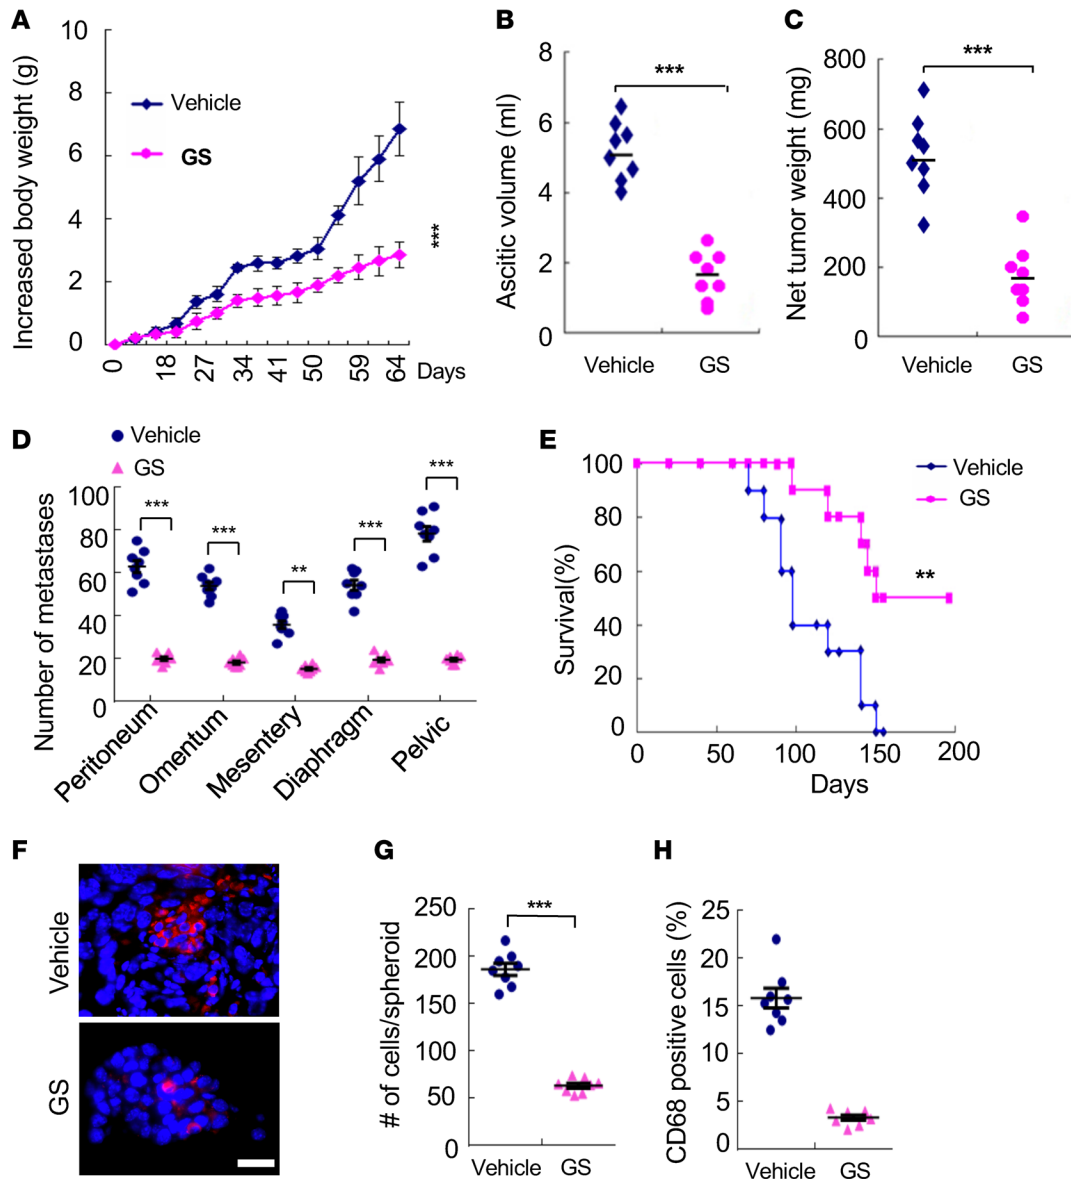 A
Increased body weight (g)
10
8
6
4
2
0
Vehicle
GS
***
0
18
27
34
41
50
59
64
Days
B
Ascitic volume (ml)
8
6
4
2
0
***
Vehicle
GS
C
Net tumor weight (mg)
800
600
400
200
0
***
Vehicle
GS
D
Vehicle
GS
Number of metastases
100
80
60
40
20
0
***
***
**
***
***
Peritoneum
Omentum
Mesentery
Diaphragm
Pelvic
E
Survival(%)
100
80
60
40
20
0
Vehicle
GS
**
0
50
100
150
200
Days
F
Vehicle
GS
G
# of cells/spheroid
250
200
150
100
50
0
***
Vehicle
GS
H
CD68 positive cells (%)
25
20
15
10
5
0
Vehicle
GS